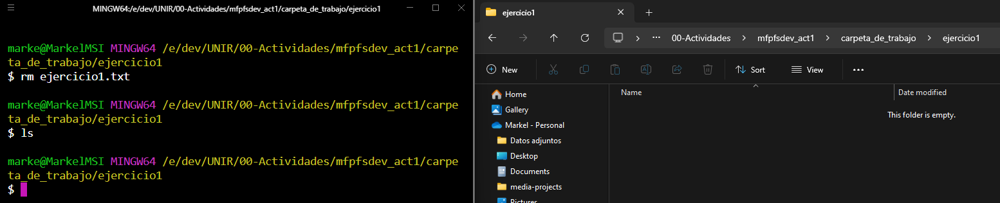 MINGW64:/e/dev/UNIR/00-Actividades/mfpfsdev_act1/carpeta_de_trabajo/ejercicio1
marke@MarkelMSI MINGW64 /e/dev/UNIR/00-Actividades/mfpfsdev_act1/carpe
ta_de_trabajo/ejercicio1
$ rm ejercicio1.txt
marke@MarkelMSI MINGW64 /e/dev/UNIR/00-Actividades/mfpfsdev_act1/carpe
ta_de_trabajo/ejercicio1
$ ls
marke@MarkelMSI MINGW64 /e/dev/UNIR/00-Actividades/mfpfsdev_act1/carpe
ta_de_trabajo/ejercicio1
$
ejercicio1
··· 00-Actividades > mfpfsdev_act1 > carpeta_de_trabajo > ejercicio1
New Sort View ···
Home
Gallery
Markel - Personal
Datos adjuntos
Desktop
Documents
media-projects
Pictures
Name Date modified
This folder is empty.